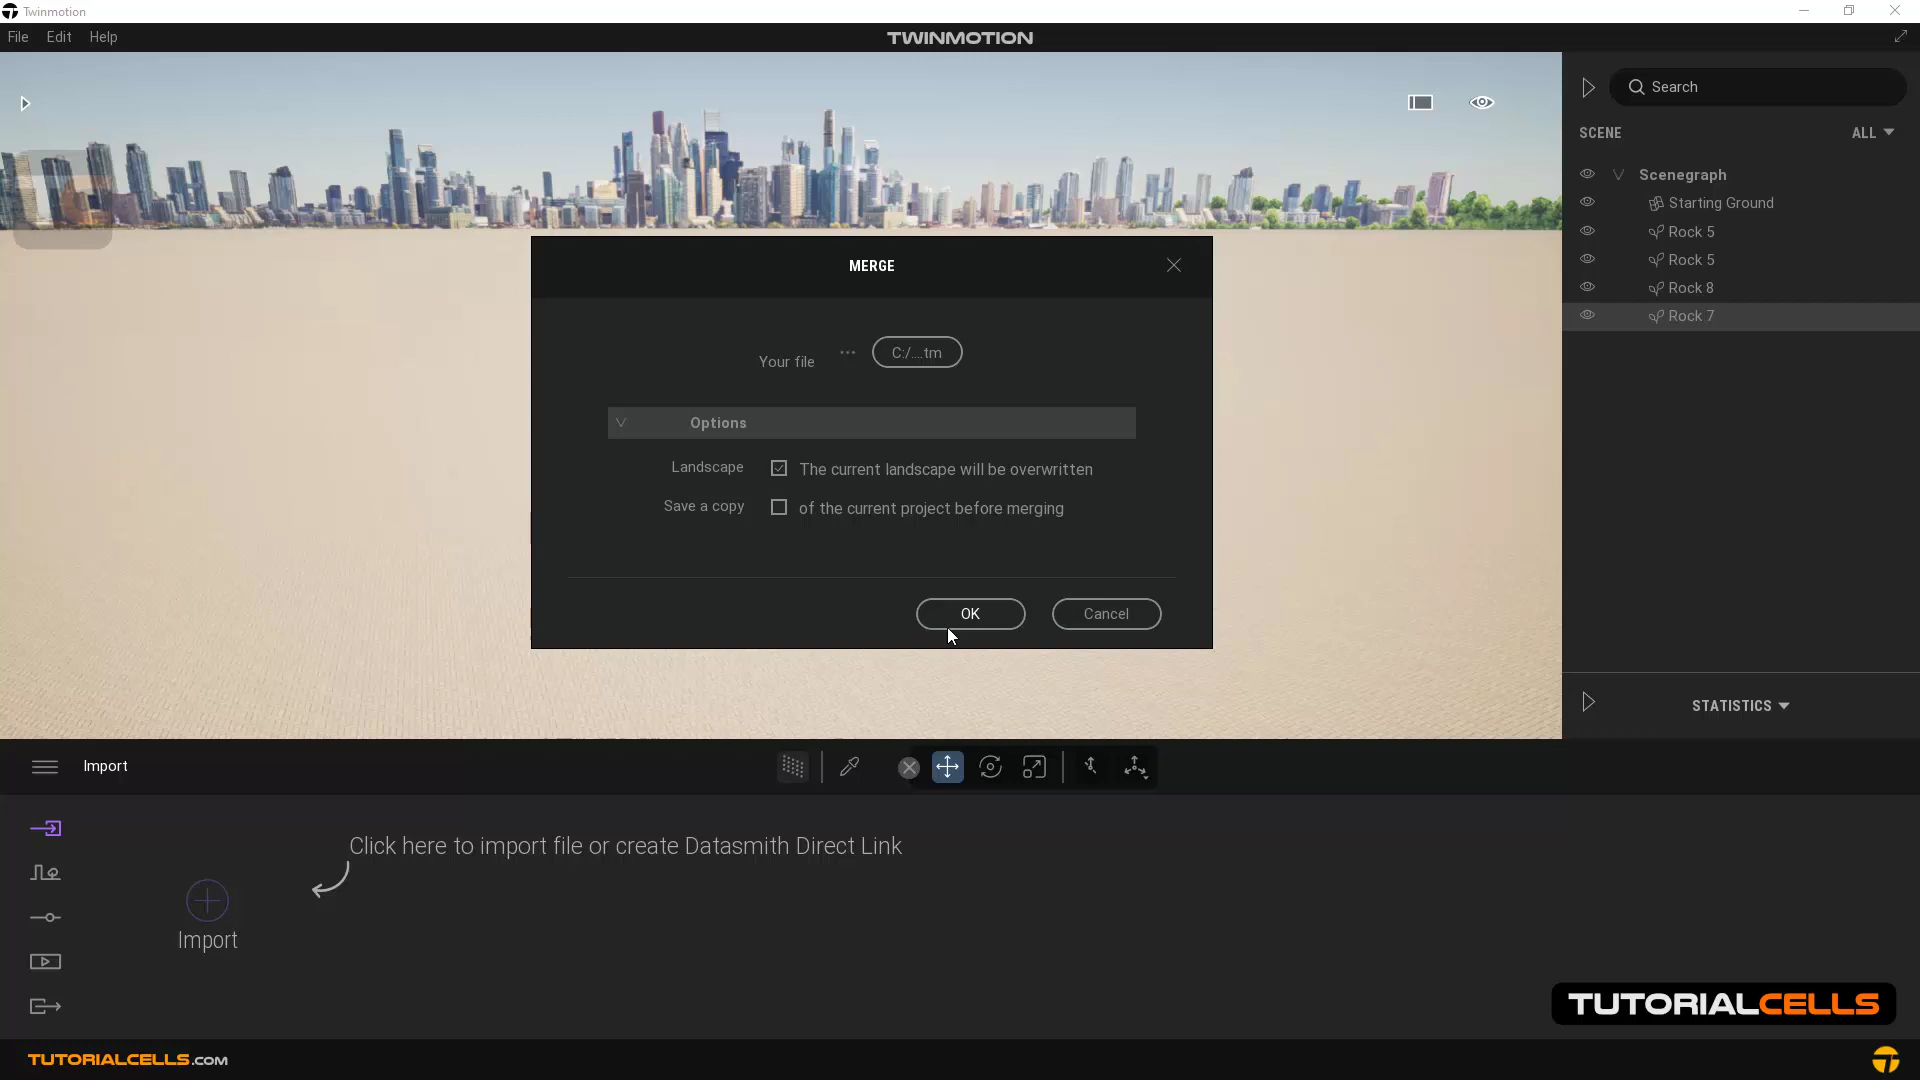 Twinmotion
File Edit Help
TWINMOTION
Search
SCENE ALL
Scenegraph
Starting Ground
Rock 5
Rock 5
Rock 8
Rock 7
MERGE
Your file ... C:/....tm
Options
Landscape The current landscape will be overwritten
Save a copy of the current project before merging
OK Cancel
STATISTICS
Import
Click here to import file or create Datasmith Direct Link
Import
TUTORIALCELLS
TUTORIALCELLS.COM